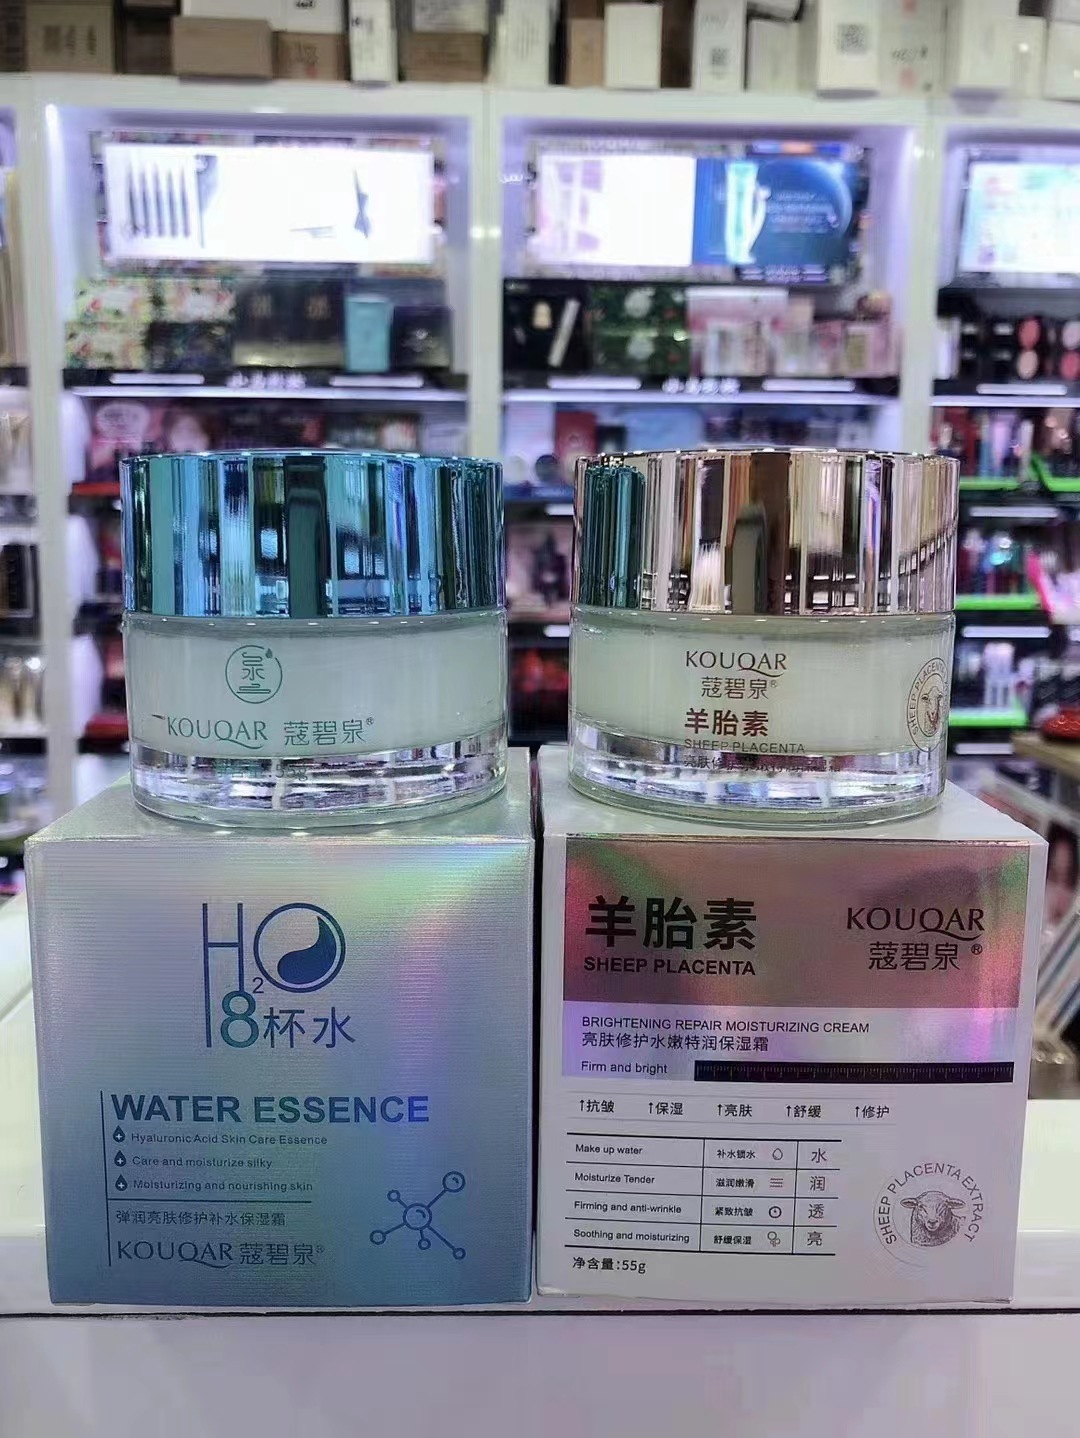 泉
KOUQAR 蔻碧泉®
KOUQAR
蔻碧泉®
羊胎素
SHEEP PLACENTA
SHEEP PLACENTA
H₂O
8杯水
WATER ESSENCE
Hyaluronic Acid Skin Care Essence
Care and moisturize silky
Moisturizing and nourishing skin
弹润亮肤修护补水保湿霜
KOUQAR 蔻碧泉®
羊胎素
SHEEP PLACENTA
KOUQAR
蔻碧泉®
BRIGHTENING REPAIR MOISTURIZING CREAM
亮肤修护水嫩特润保湿霜
Firm and bright
↑抗皱 ↑保湿 ↑亮肤 ↑舒缓 ↑修护
Make up water 补水锁水 水
Moisturize Tender 滋润嫩滑 润
Firming and anti-wrinkle 紧致抗皱 透
Soothing and moisturizing 舒缓保湿 亮
净含量:55g
SHEEP PLACENTA EXTRACT